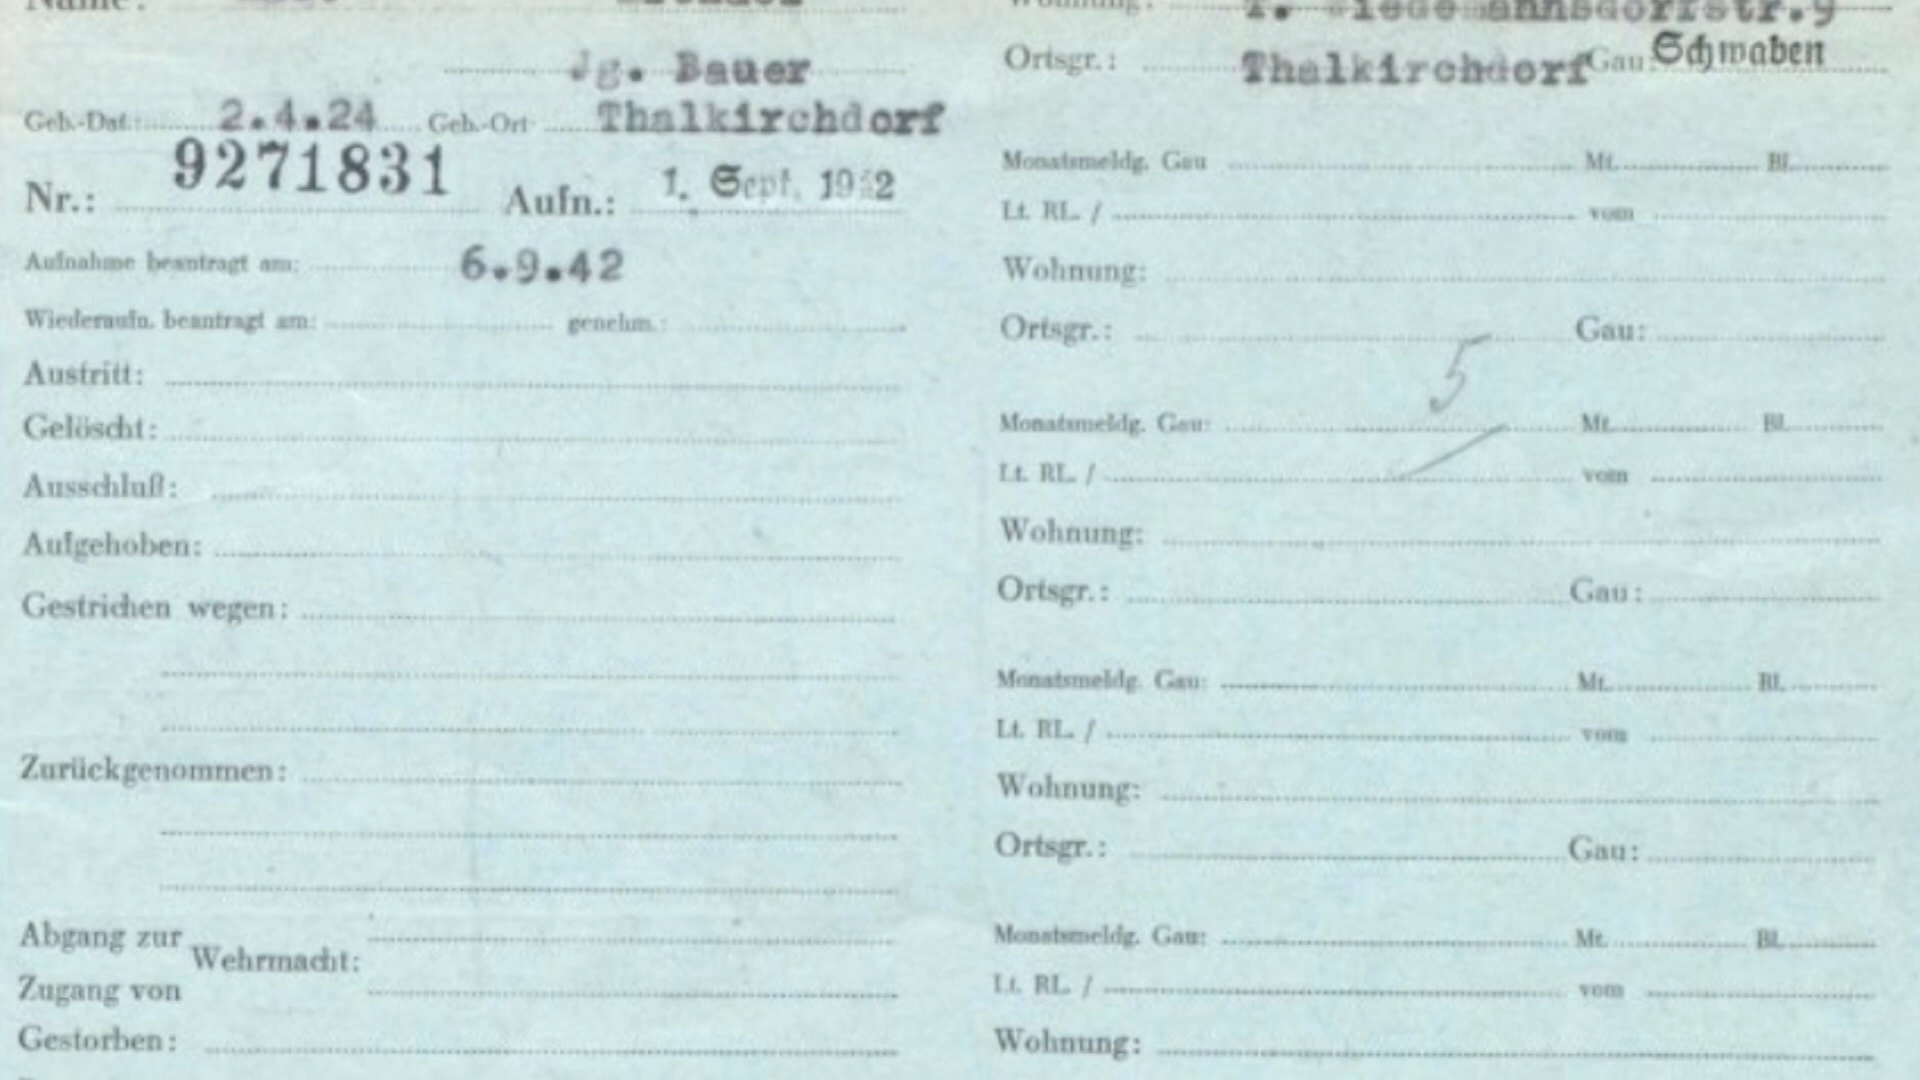 Name:
Jg. Bauer
Geb.-Dat.: 2.4.24 Geb.-Ort Thalkirchdorf
Nr.: 9271831 Aufn.: 1. Sept. 1942
Aufnahme beantragt am: 6.9.42
Wiederaufn. beantragt am: genehm.:
Austritt:
Gelöscht:
Ausschluß:
Aufgehoben:
Gestrichen wegen:
Zurückgenommen:
Abgang zur
Wehrmacht:
Zugang von
Gestorben:
Wohnung:
Ortsgr.: Thalkirchdorf Gau: Schwaben
Monatsmeldg. Gau Mt. Bl.
Lt. RL. / vom
Wohnung:
Ortsgr.: Gau:
5
Monatsmeldg. Gau: Mt. Bl.
Lt. RL. / vom
Wohnung:
Ortsgr.: Gau:
Monatsmeldg. Gau: Mt. Bl.
Lt. RL. / vom
Wohnung:
Ortsgr.: Gau:
Monatsmeldg. Gau: Mt. Bl.
Lt. RL. / vom
Wohnung: